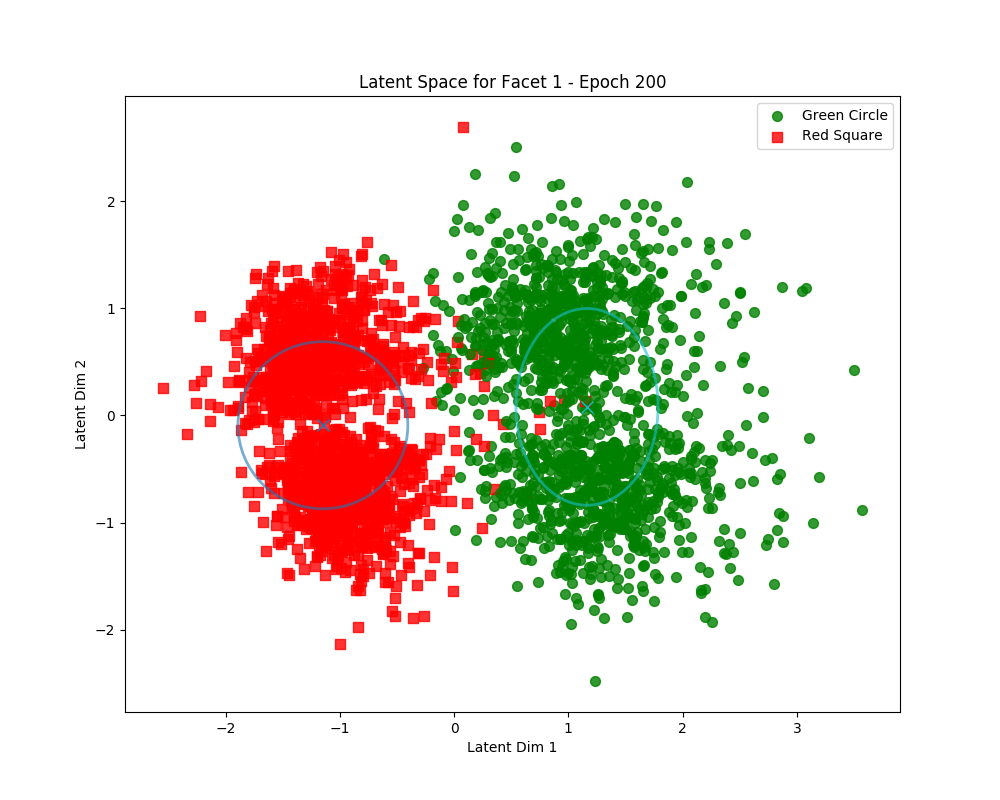 Latent Space for Facet 1 - Epoch 200
Green Circle
Red Square
2
1
0
−1
−2
Latent Dim 2
−2 −1 0 1 2 3
Latent Dim 1